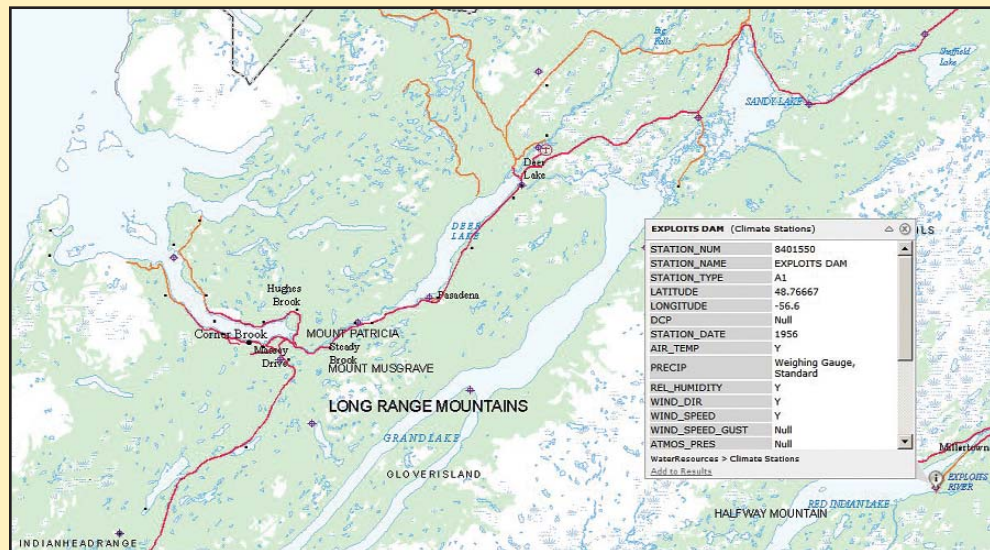 Big
Falls
Sheffield
Lake
SANDY LAKE
Deer
Lake
DEER
LAKE
EXPLOITS DAM (Climate Stations)
STATION_NUM 8401550
STATION_NAME EXPLOITS DAM
STATION_TYPE A1
LATITUDE 48.76667
LONGITUDE -56.6
DCP Null
STATION_DATE 1956
AIR_TEMP Y
PRECIP Weighing Gauge,
Standard
REL_HUMIDITY Y
WIND_DIR Y
WIND_SPEED Y
WIND_SPEED_GUST Null
ATMOS_PRES Null
WaterResources > Climate Stations
Add to Results
ILS
Hughes
Brook
Pasadena
Corner Brook
MOUNT PATRICIA
Massey
Drive
Steady
Brook
MOUNT MUSGRAVE
LONG RANGE MOUNTAINS
GRAND LAKE
GLOVER ISLAND
Millertown
EXPLOITS
RIVER
RED INDIAN LAKE
HALFWAY MOUNTAIN
INDIAN HEAD RANGE